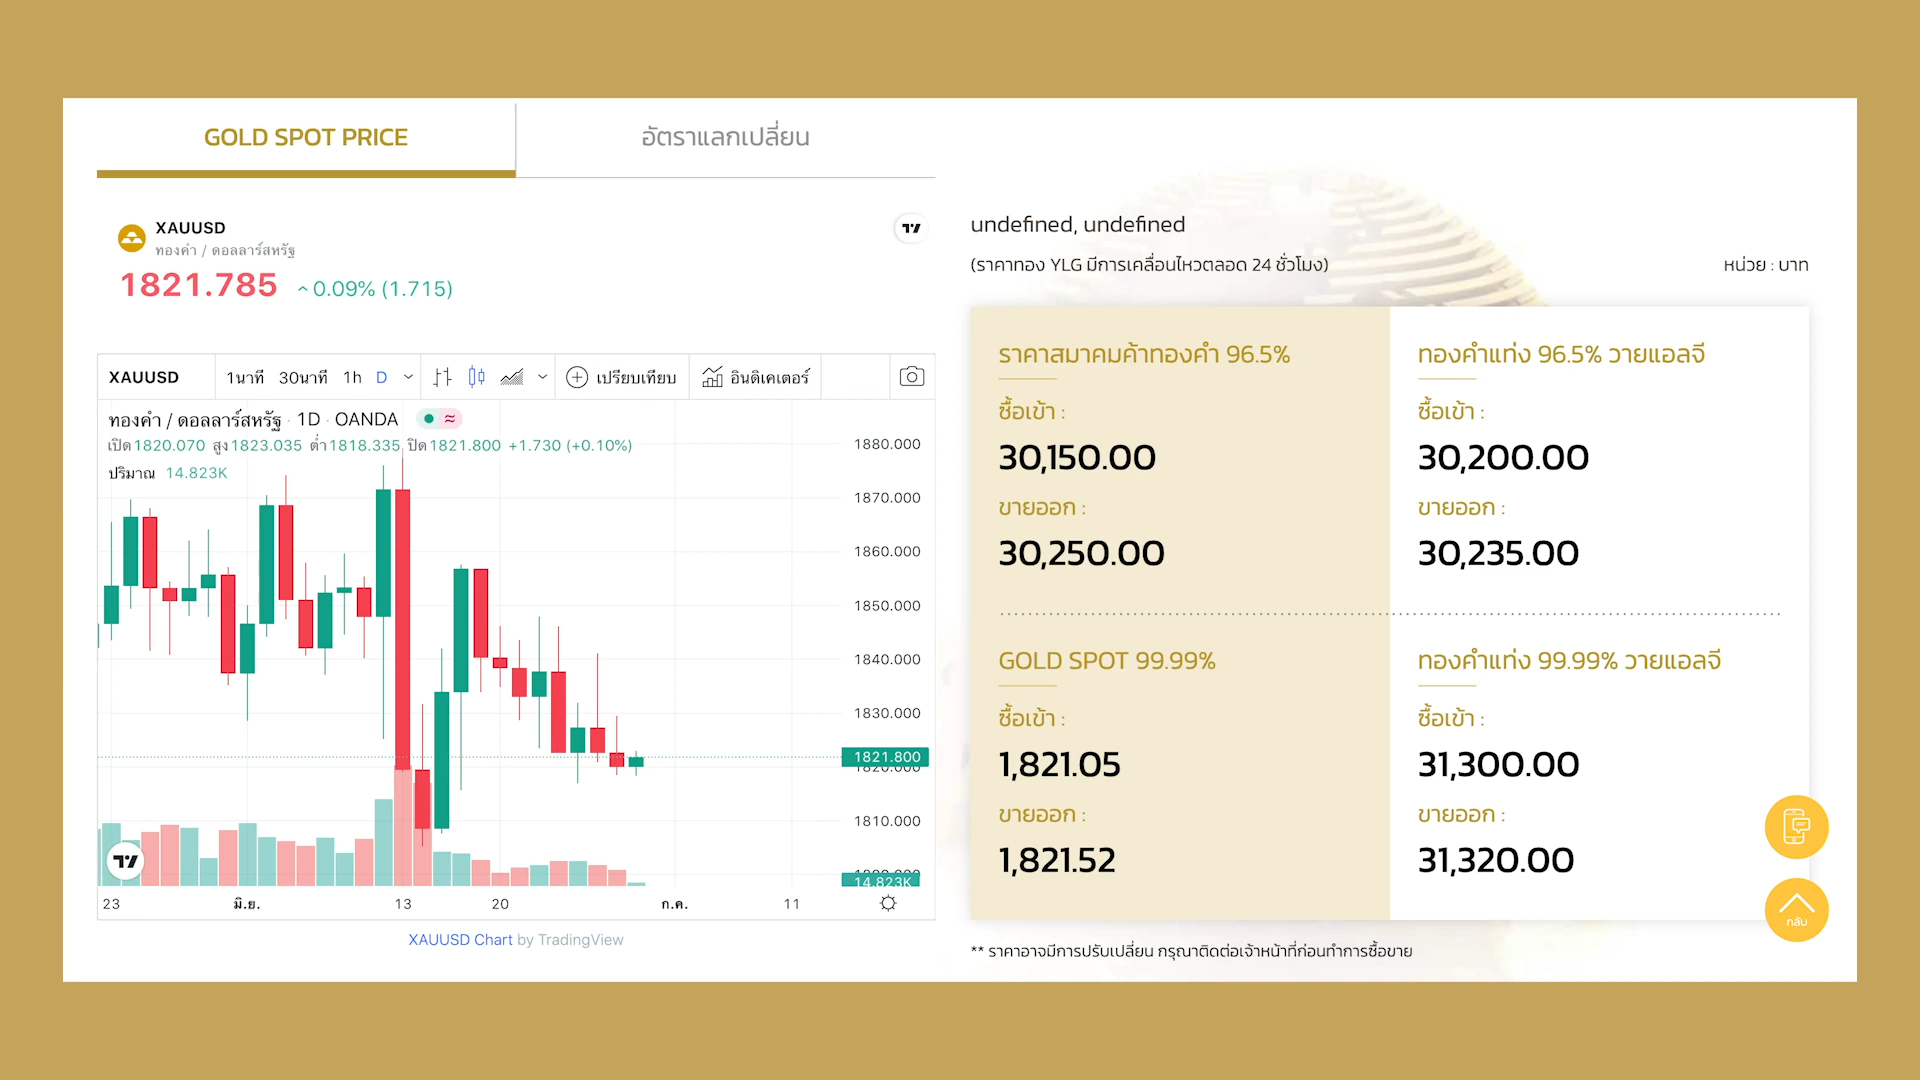 GOLD SPOT PRICE
อัตราแลกเปลี่ยน
XAUUSD
ทองคำ / ดอลลาร์สหรัฐ
1821.785
0.09% (1.715)
XAUUSD 1นาที 30นาที 1h D เปรียบเทียบ อินดิเคเตอร์
ทองคำ / ดอลลาร์สหรัฐ · 1D · OANDA
เปิด1820.070 สูง1823.035 ต่ำ1818.335 ปิด1821.800 +1.730 (+0.10%)
ปริมาณ 14.823K
1880.000
1870.000
1860.000
1850.000
1840.000
1830.000
1821.800
1820.000
1810.000
14.823K
23 มิ.ย. 13 20 ก.ค. 11
XAUUSD Chart by TradingView
undefined, undefined
(ราคาทอง YLG มีการเคลื่อนไหวตลอด 24 ชั่วโมง)
หน่วย : บาท
ราคาสมาคมค้าทองคำ 96.5%
ซื้อเข้า :
30,150.00
ขายออก :
30,250.00
ทองคำแท่ง 96.5% วายแอลจี
ซื้อเข้า :
30,200.00
ขายออก :
30,235.00
GOLD SPOT 99.99%
ซื้อเข้า :
1,821.05
ขายออก :
1,821.52
ทองคำแท่ง 99.99% วายแอลจี
ซื้อเข้า :
31,300.00
ขายออก :
31,320.00
กลับ
** ราคาอาจมีการปรับเปลี่ยน กรุณาติดต่อเจ้าหน้าที่ก่อนทำการซื้อขาย